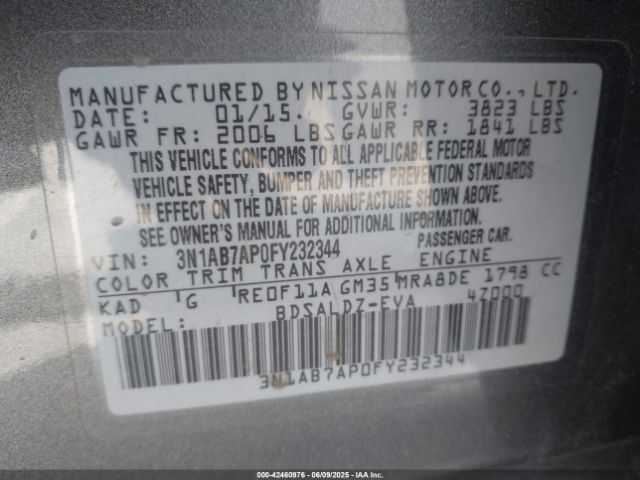 MANUFACTURED BY NISSAN MOTOR CO., LTD.
DATE: 01/15. GVWR: 3823 LBS
GAWR FR: 2006 LBS GAWR RR: 1841 LBS
THIS VEHICLE CONFORMS TO ALL APPLICABLE FEDERAL MOTOR
VEHICLE SAFETY, BUMPER AND THEFT PREVENTION STANDARDS
IN EFFECT ON THE DATE OF MANUFACTURE SHOWN ABOVE.
SEE OWNER'S MANUAL FOR ADDITIONAL INFORMATION.
VIN: 3N1AB7AP0FY232344 PASSENGER CAR.
COLOR TRIM TRANS AXLE ENGINE
KAD G RE0F11A GM35 MRA8DE 1798 CC
MODEL: BDSALDZ-EVA 4Z000
3N1AB7AP0FY232344
000-42460976 | 06/09/2025 - IAAI.COM